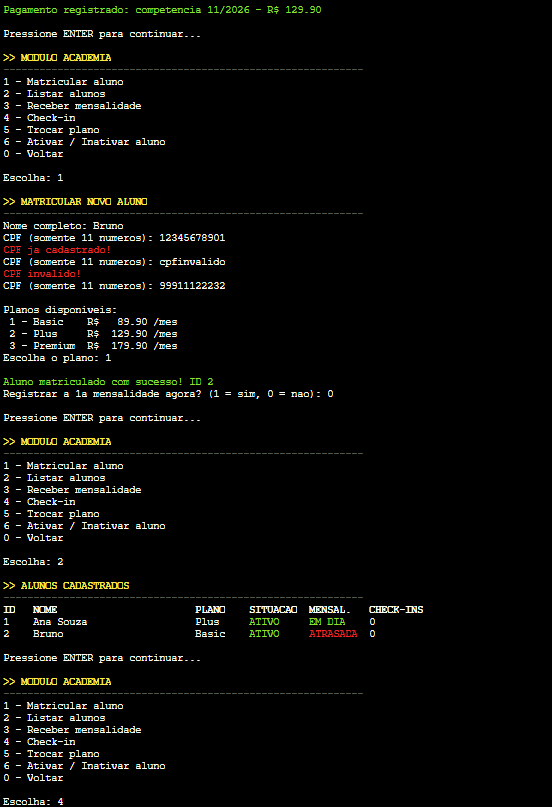 Pagamento registrado: competencia 11/2026 - R$ 129.90
Pressione ENTER para continuar...
>> MODULO ACADEMIA
------------------------------------------------------------
1 - Matricular aluno
2 - Listar alunos
3 - Receber mensalidade
4 - Check-in
5 - Trocar plano
6 - Ativar / Inativar aluno
0 - Voltar
Escolha: 1
>> MATRICULAR NOVO ALUNO
------------------------------------------------------------
Nome completo: Bruno
CPF (somente 11 numeros): 12345678901
CPF ja cadastrado!
CPF (somente 11 numeros): cpfinvalido
CPF invalido!
CPF (somente 11 numeros): 99911122232
Planos disponiveis:
1 - Basic R$ 89.90 /mes
2 - Plus R$ 129.90 /mes
3 - Premium R$ 179.90 /mes
Escolha o plano: 1
Aluno matriculado com sucesso! ID 2
Registrar a 1a mensalidade agora? (1 = sim, 0 = nao): 0
Pressione ENTER para continuar...
>> MODULO ACADEMIA
------------------------------------------------------------
1 - Matricular aluno
2 - Listar alunos
3 - Receber mensalidade
4 - Check-in
5 - Trocar plano
6 - Ativar / Inativar aluno
0 - Voltar
Escolha: 2
>> ALUNOS CADASTRADOS
------------------------------------------------------------
ID NOME PLANO SITUACAO MENSAL. CHECK-INS
1 Ana Souza Plus ATIVO EM DIA 0
2 Bruno Basic ATIVO ATRASADA 0
Pressione ENTER para continuar...
>> MODULO ACADEMIA
------------------------------------------------------------
1 - Matricular aluno
2 - Listar alunos
3 - Receber mensalidade
4 - Check-in
5 - Trocar plano
6 - Ativar / Inativar aluno
0 - Voltar
Escolha: 4